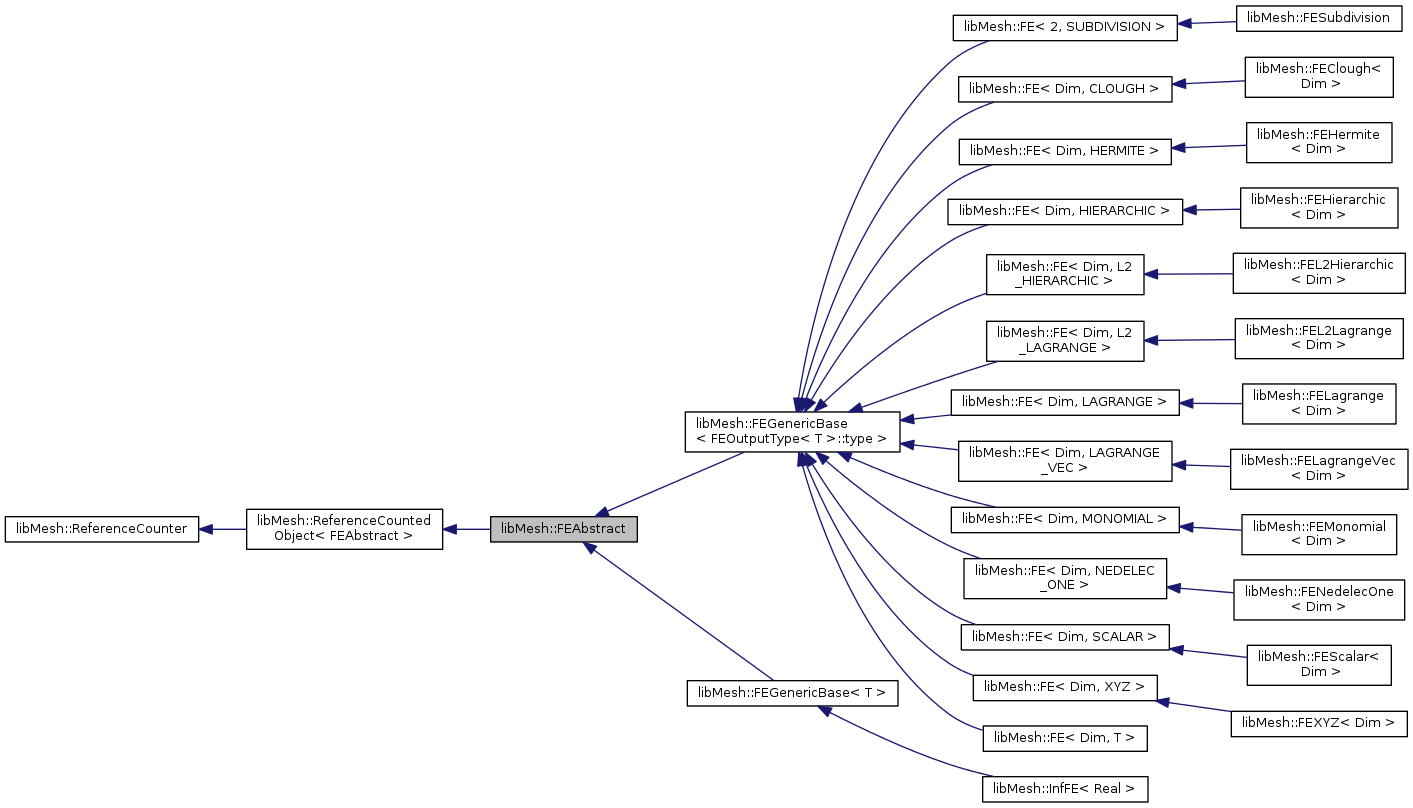 libMesh::FE< 2, SUBDIVISION >
libMesh::FESubdivision
libMesh::FE< Dim, CLOUGH >
libMesh::FEClough<
Dim >
libMesh::FE< Dim, HERMITE >
libMesh::FEHermite
< Dim >
libMesh::FE< Dim, HIERARCHIC >
libMesh::FEHierarchic
< Dim >
libMesh::FE< Dim, L2
_HIERARCHIC >
libMesh::FEL2Hierarchic
< Dim >
libMesh::FE< Dim, L2
_LAGRANGE >
libMesh::FEL2Lagrange
< Dim >
libMesh::FE< Dim, LAGRANGE >
libMesh::FELagrange
< Dim >
libMesh::FEGenericBase
< FEOutputType< T >::type >
libMesh::FE< Dim, LAGRANGE
_VEC >
libMesh::FELagrangeVec
< Dim >
libMesh::FE< Dim, MONOMIAL >
libMesh::FEMonomial
< Dim >
libMesh::ReferenceCounter
libMesh::ReferenceCounted
Object< FEAbstract >
libMesh::FEAbstract
libMesh::FE< Dim, NEDELEC
_ONE >
libMesh::FENedelecOne
< Dim >
libMesh::FE< Dim, SCALAR >
libMesh::FEScalar<
Dim >
libMesh::FEGenericBase< T >
libMesh::FE< Dim, XYZ >
libMesh::FEXYZ< Dim >
libMesh::FE< Dim, T >
libMesh::InfFE< Real >